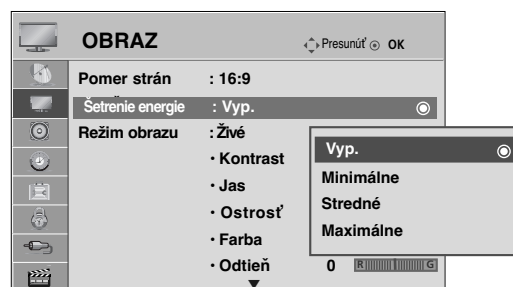 OBRAZ Presunúť OK
Pomer strán : 16:9
Šetrenie energie : Vyp.
Režim obrazu : Živé
• Kontrast
• Jas
• Ostrosť
• Farba
• Odtieň 0 R G
Vyp.
Minimálne
Stredné
Maximálne